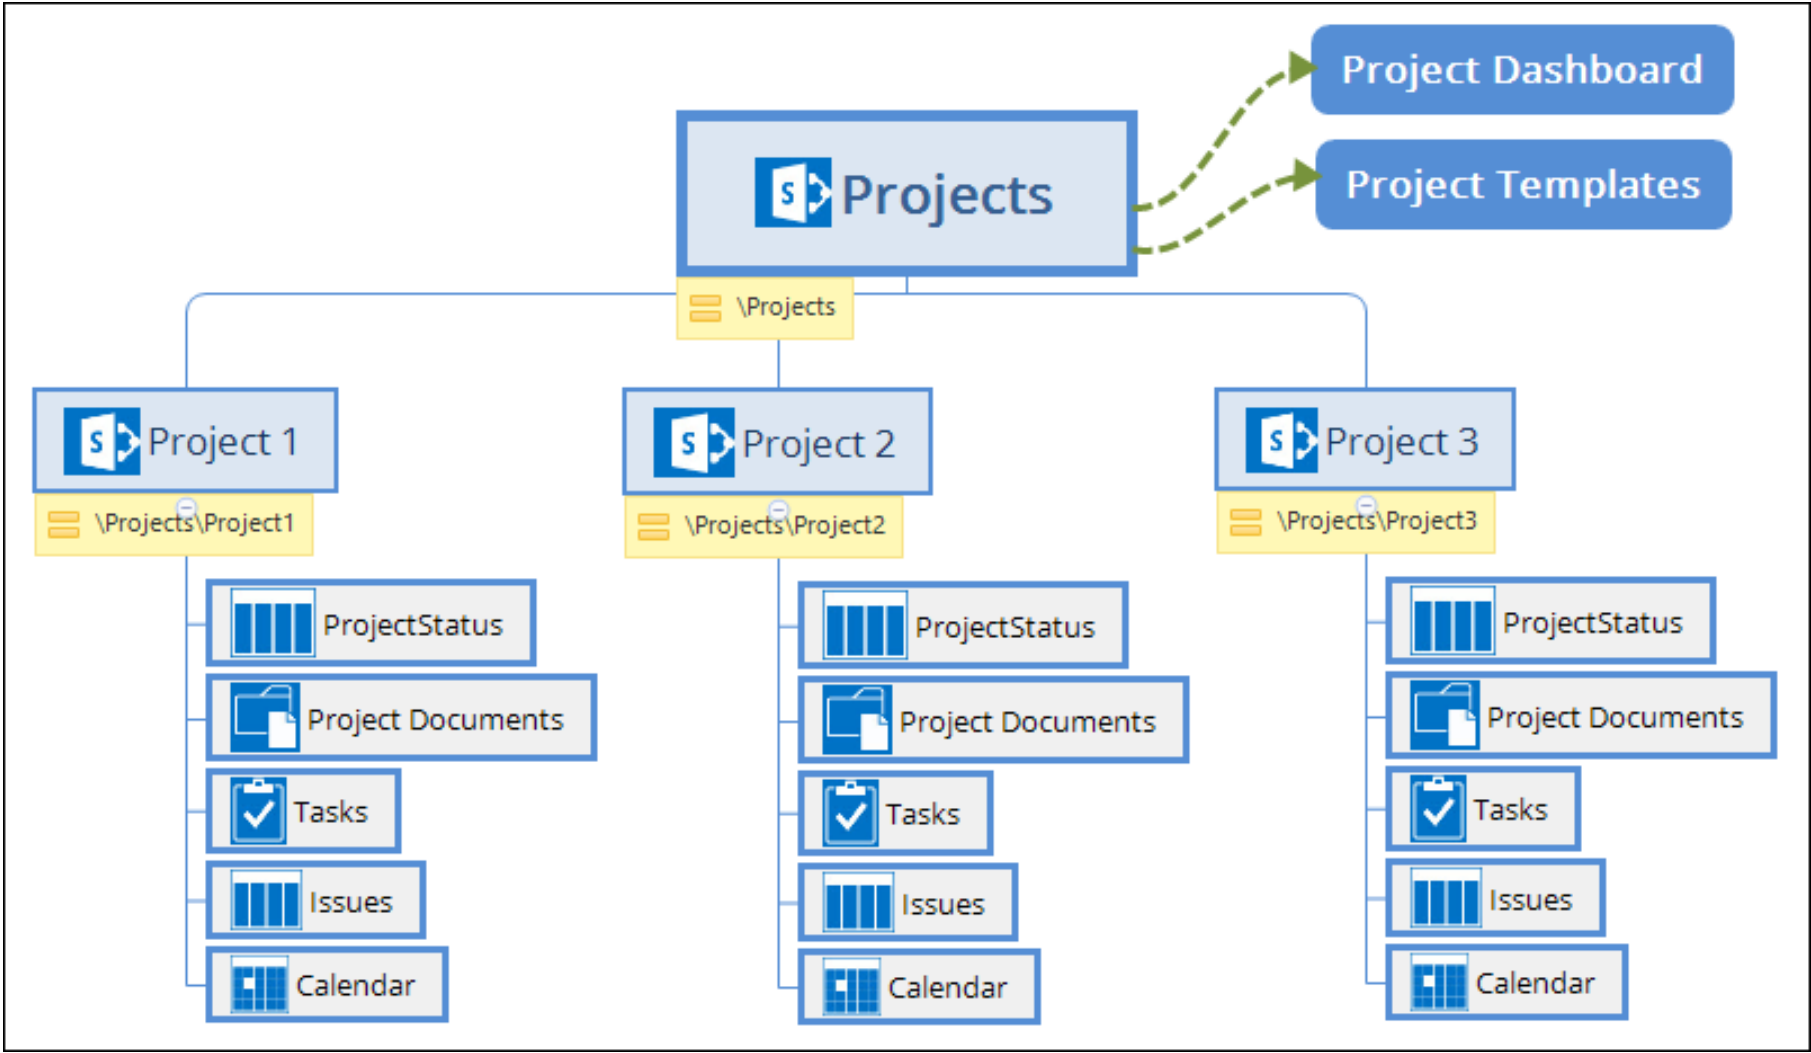 Project Dashboard
Project Templates
S Projects
\Projects
S Project 1
\Projects\Project1
ProjectStatus
Project Documents
Tasks
Issues
Calendar
S Project 2
\Projects\Project2
ProjectStatus
Project Documents
Tasks
Issues
Calendar
S Project 3
\Projects\Project3
ProjectStatus
Project Documents
Tasks
Issues
Calendar